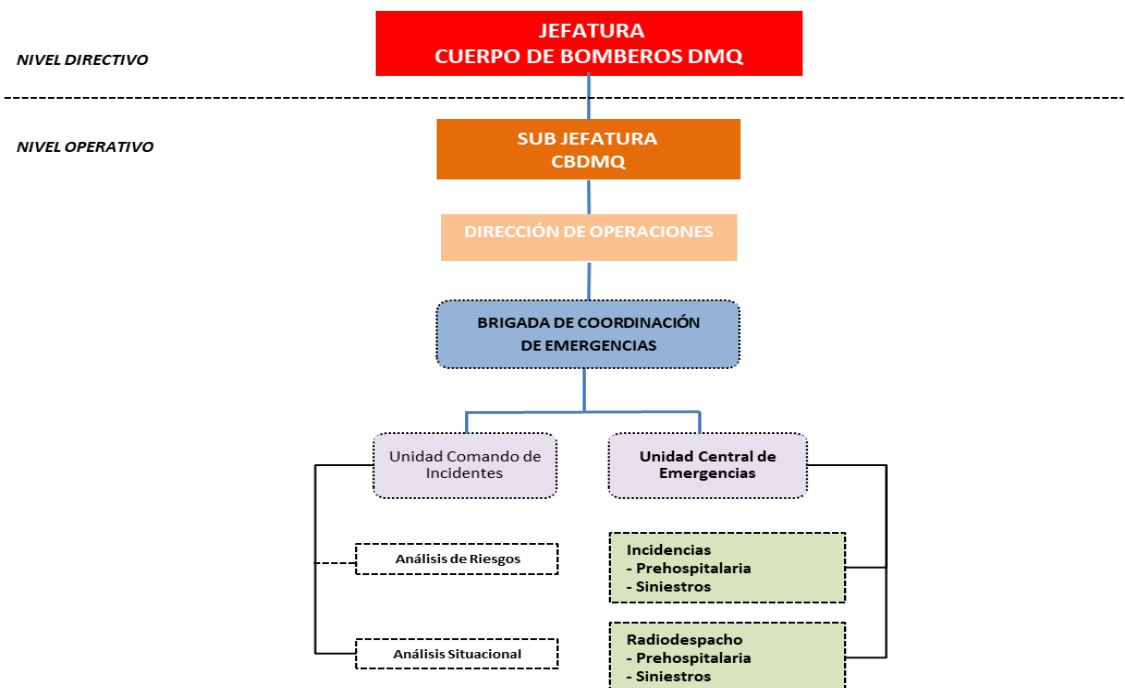 JEFATURA
CUERPO DE BOMBEROS DMQ
NIVEL DIRECTIVO
NIVEL OPERATIVO
SUB JEFATURA
CBDMQ
DIRECCIÓN DE OPERACIONES
BRIGADA DE COORDINACIÓN
DE EMERGENCIAS
Unidad Comando de
Incidentes
Unidad Central de
Emergencias
Análisis de Riesgos
Incidencias
- Prehospitalaria
- Siniestros
Análisis Situacional
Radiodespacho
- Prehospitalaria
- Siniestros